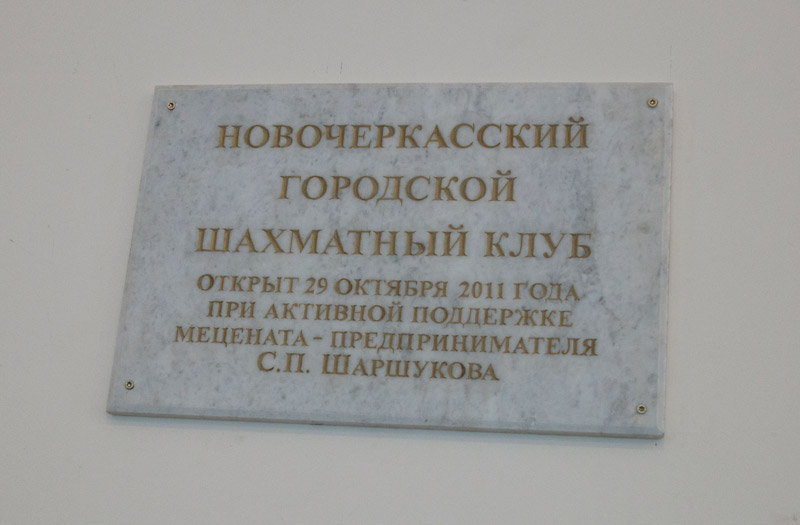 НОВОЧЕРКАССКИЙ
ГОРОДСКОЙ
ШАХМАТНЫЙ КЛУБ
ОТКРЫТ 29 ОКТЯБРЯ 2011 ГОДА
ПРИ АКТИВНОЙ ПОДДЕРЖКЕ
МЕЦЕНАТА - ПРЕДПРИНИМАТЕЛЯ
С.П. ШАРШУКОВА